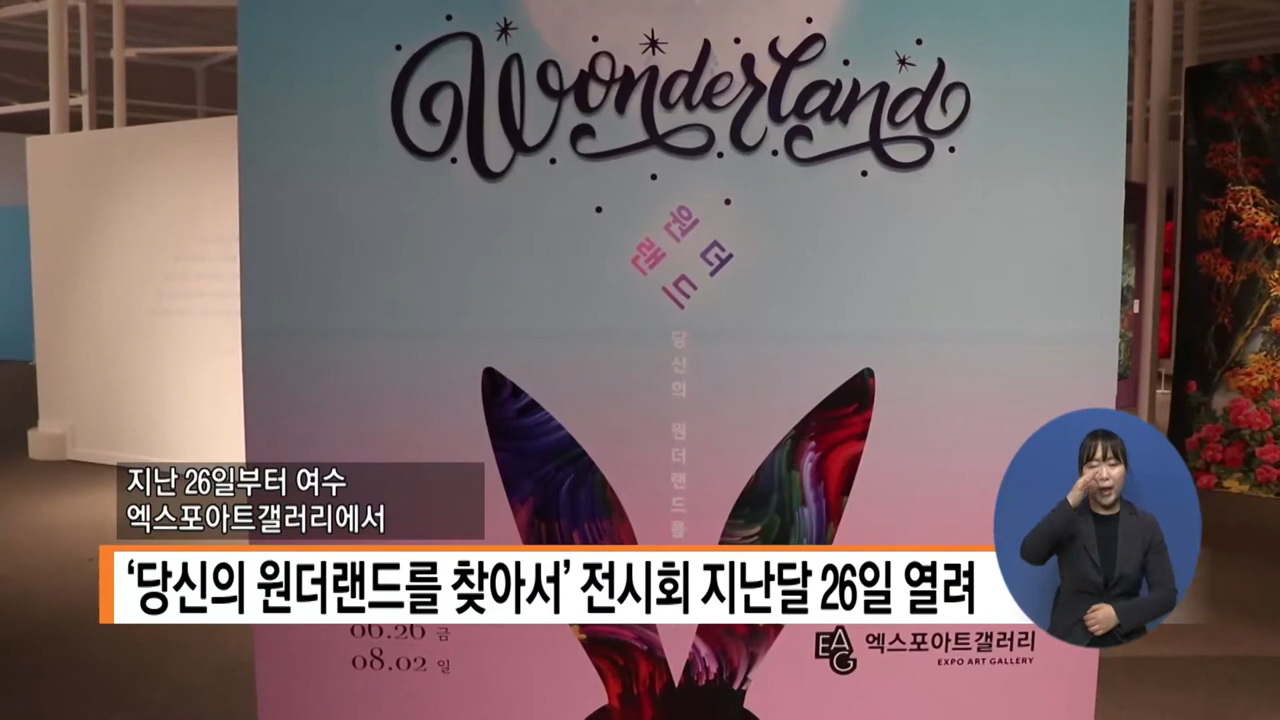 Wonderland
원더랜드
당신의 원더랜드를
지난 26일부터 여수
엑스포아트갤러리에서
‘당신의 원더랜드를 찾아서’ 전시회 지난달 26일 열려
06.26 금
08.02 일
EAG
엑스포아트갤러리
EXPO ART GALLERY